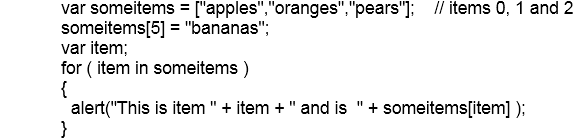 var someitems = ["apples","oranges","pears"]; // items 0, 1 and 2
someitems[5] = "bananas";
var item;
for ( item in someitems )
{
alert("This is item " + item + " and is  " + someitems[item] );
}